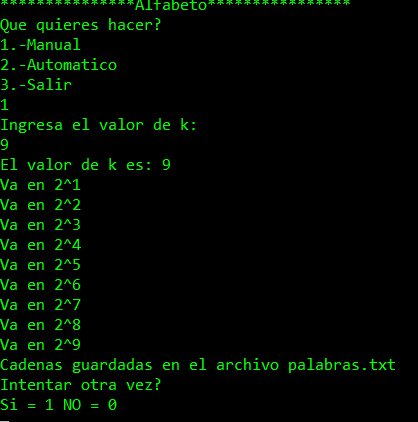 ***************Alfabeto****************
Que quieres hacer?
1.-Manual
2.-Automatico
3.-Salir
1
Ingresa el valor de k:
9
El valor de k es: 9
Va en 2^1
Va en 2^2
Va en 2^3
Va en 2^4
Va en 2^5
Va en 2^6
Va en 2^7
Va en 2^8
Va en 2^9
Cadenas guardadas en el archivo palabras.txt
Intentar otra vez?
Si = 1 NO = 0